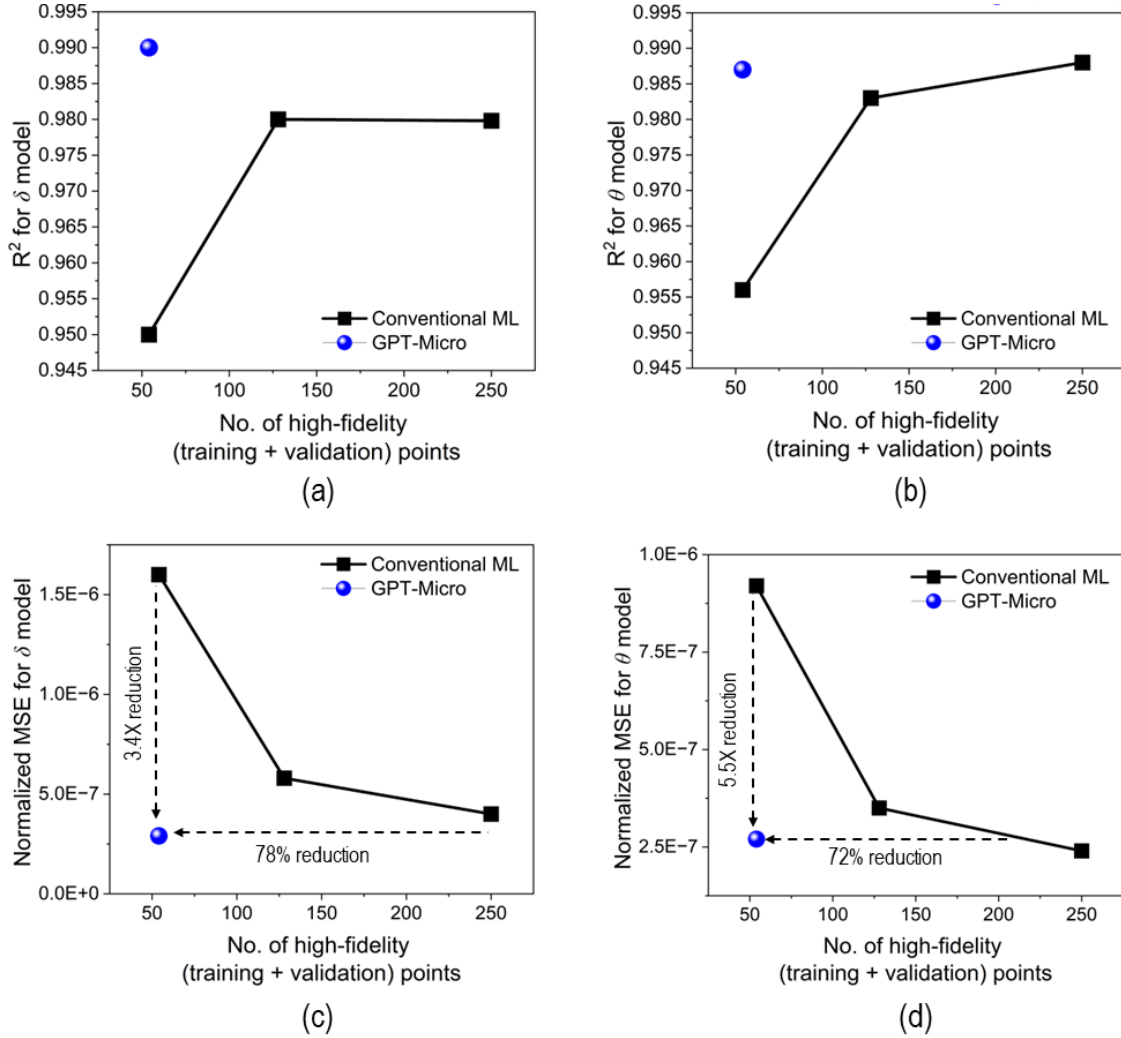 0.995
0.990
0.985
0.980
0.975
0.970
0.965
0.960
0.955
0.950
0.945
R² for δ model
Conventional ML
GPT-Micro
50 100 150 200 250
No. of high-fidelity
(training + validation) points
(a)
0.995
0.990
0.985
0.980
0.975
0.970
0.965
0.960
0.955
0.950
0.945
R² for θ model
Conventional ML
GPT-Micro
50 100 150 200 250
No. of high-fidelity
(training + validation) points
(b)
1.5E-6
1.0E-6
5.0E-7
0.0E+0
Normalized MSE for δ model
Conventional ML
GPT-Micro
3.4X reduction
78% reduction
50 100 150 200 250
No. of high-fidelity
(training + validation) points
(c)
1.0E-6
7.5E-7
5.0E-7
2.5E-7
Normalized MSE for θ model
Conventional ML
GPT-Micro
5.5X reduction
72% reduction
50 100 150 200 250
No. of high-fidelity
(training + validation) points
(d)